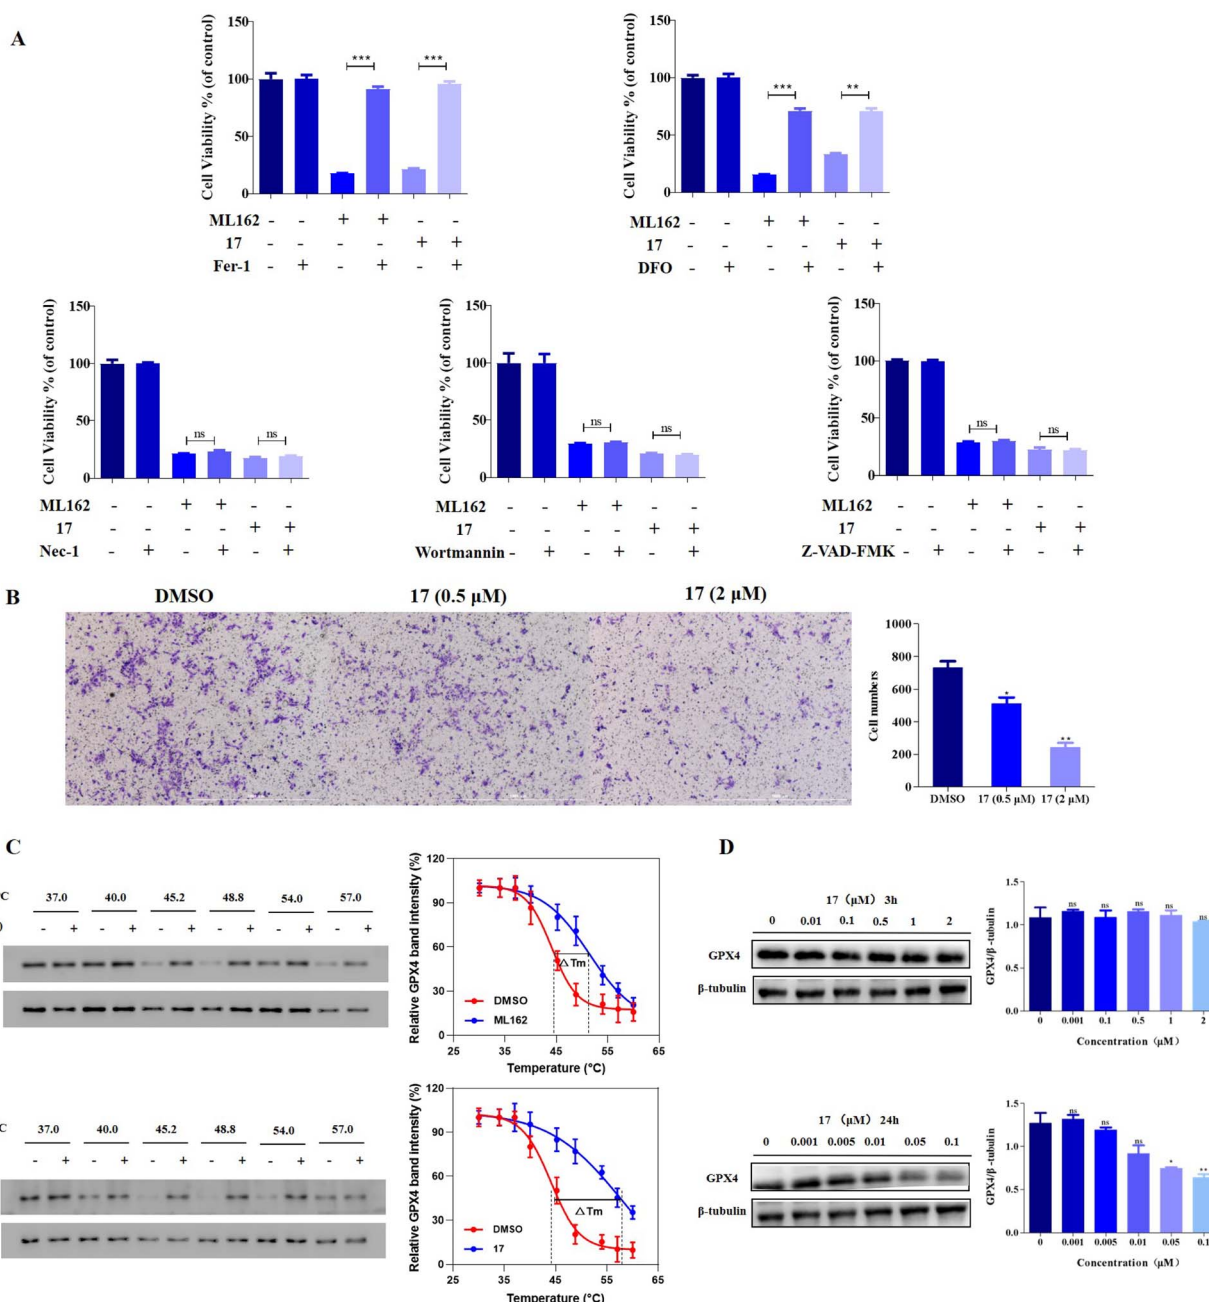 A
Cell Viability % (of control)
150
100
50
0
*** ***
ML162 - - + + - -
17 - - - - + +
Fer-1 - + - + - +
Cell Viability % (of control)
150
100
50
0
*** **
ML162 - - + + - -
17 - - - - + +
DFO - + - + - +
Cell Viability % (of control)
150
100
50
0
ns ns
ML162 - - + + - -
17 - - - - + +
Nec-1 - + - + - +
Cell Viability % (of control)
150
100
50
0
ns ns
ML162 - - + + - -
17 - - - - + +
Wortmannin - + - + - +
Cell Viability % (of control)
150
100
50
0
ns ns
ML162 - - + + - -
17 - - - - + +
Z-VAD-FMK - + - + - +
B
DMSO 17 (0.5 μM) 17 (2 μM)
Cell numbers
1000
800
600
400
200
0
* **
DMSO 17 (0.5 μM) 17 (2 μM)
C
°C 37.0 40.0 45.2 48.8 54.0 57.0
- + - + - + - + - + - +
Relative GPX4 band Intensity (%)
120
90
60
30
0
△Tm
DMSO
ML162
25 35 45 55 65
Temperature (°C)
°C 37.0 40.0 45.2 48.8 54.0 57.0
- + - + - + - + - + - +
Relative GPX4 band Intensity (%)
120
90
60
30
0
△Tm
DMSO
17
25 35 45 55 65
Temperature (°C)
D
17（μM）3h
0 0.01 0.1 0.5 1 2
GPX4
β-tubulin
GPX4/β-tubulin
1.5
1.0
0.5
0.0
ns ns ns ns ns
0 0.001 0.1 0.5 1 2
Concentration（μM）
17 （μM）24h
0 0.001 0.005 0.01 0.05 0.1
GPX4
β-tubulin
GPX4/β-tubulin
1.5
1.0
0.5
0.0
ns ns ns * **
0 0.001 0.005 0.01 0.05 0.1
Concentration（μM）